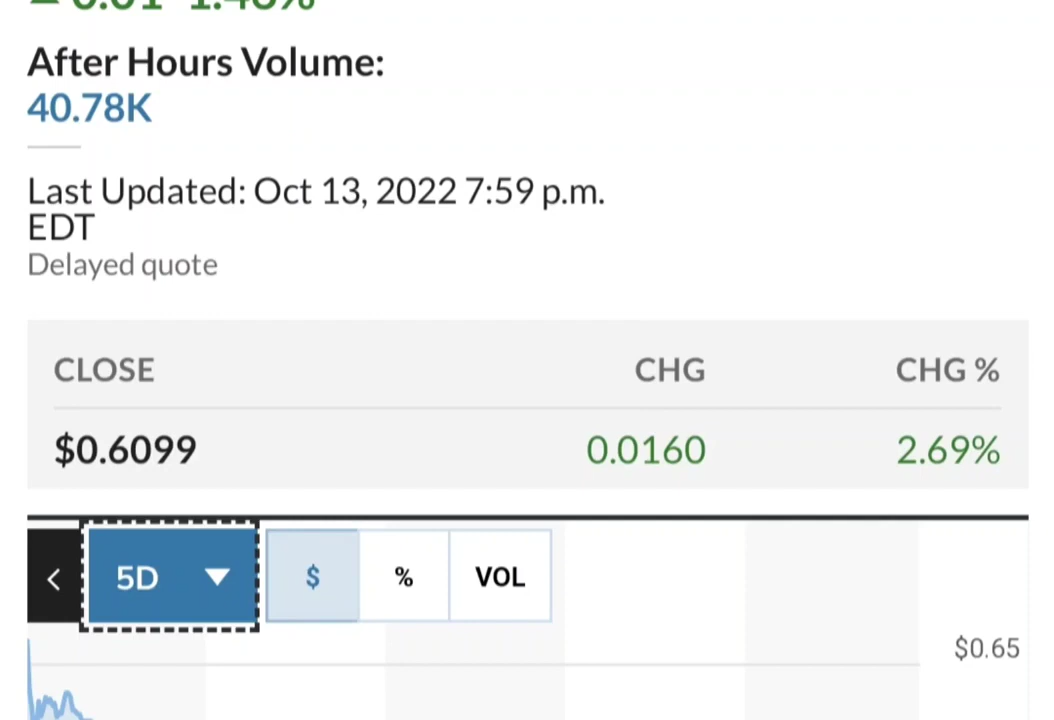 After Hours Volume:
40.78K
Last Updated: Oct 13, 2022 7:59 p.m.
EDT
Delayed quote
CLOSE CHG CHG %
$0.6099 0.0160 2.69%
5D $ % VOL
$0.65